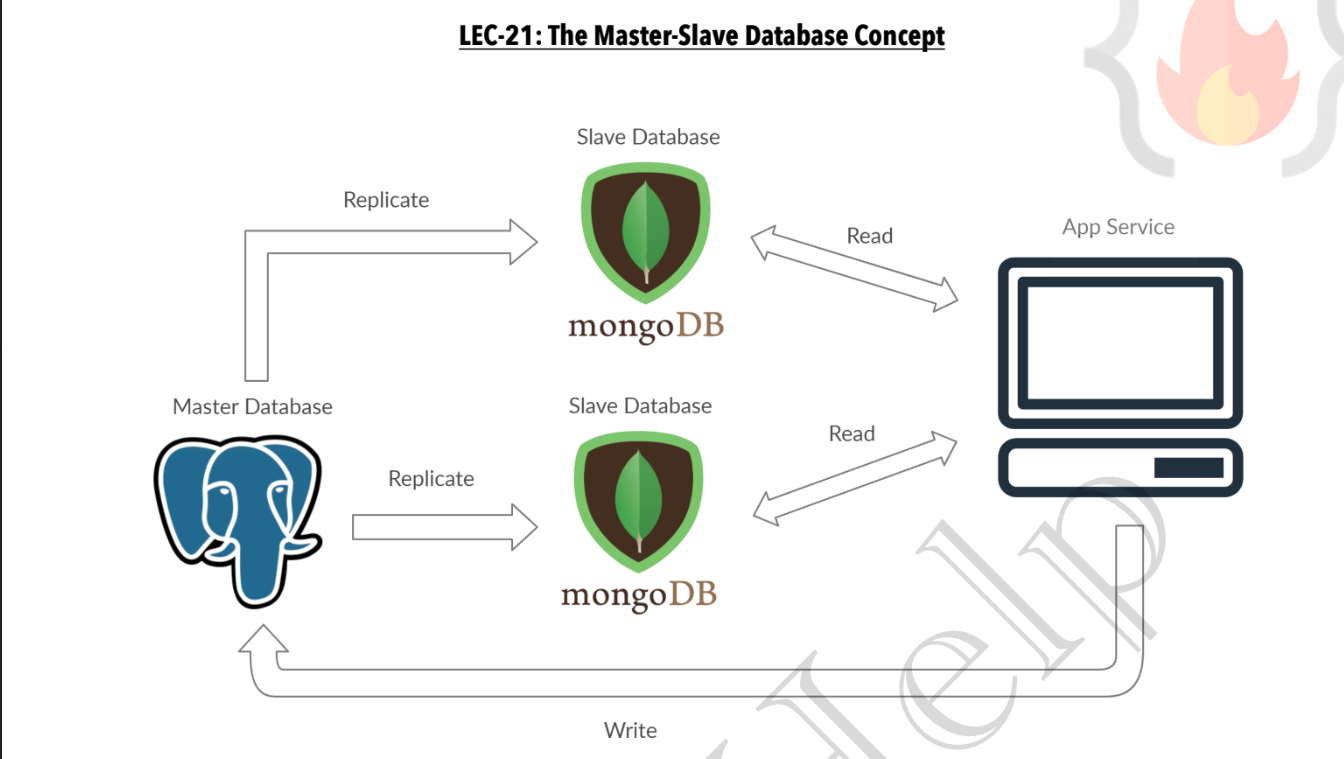 LEC-21: The Master-Slave Database Concept
Slave Database
Replicate
mongoDB
Read
App Service
Master Database
Slave Database
Replicate
mongoDB
Read
Write
Help